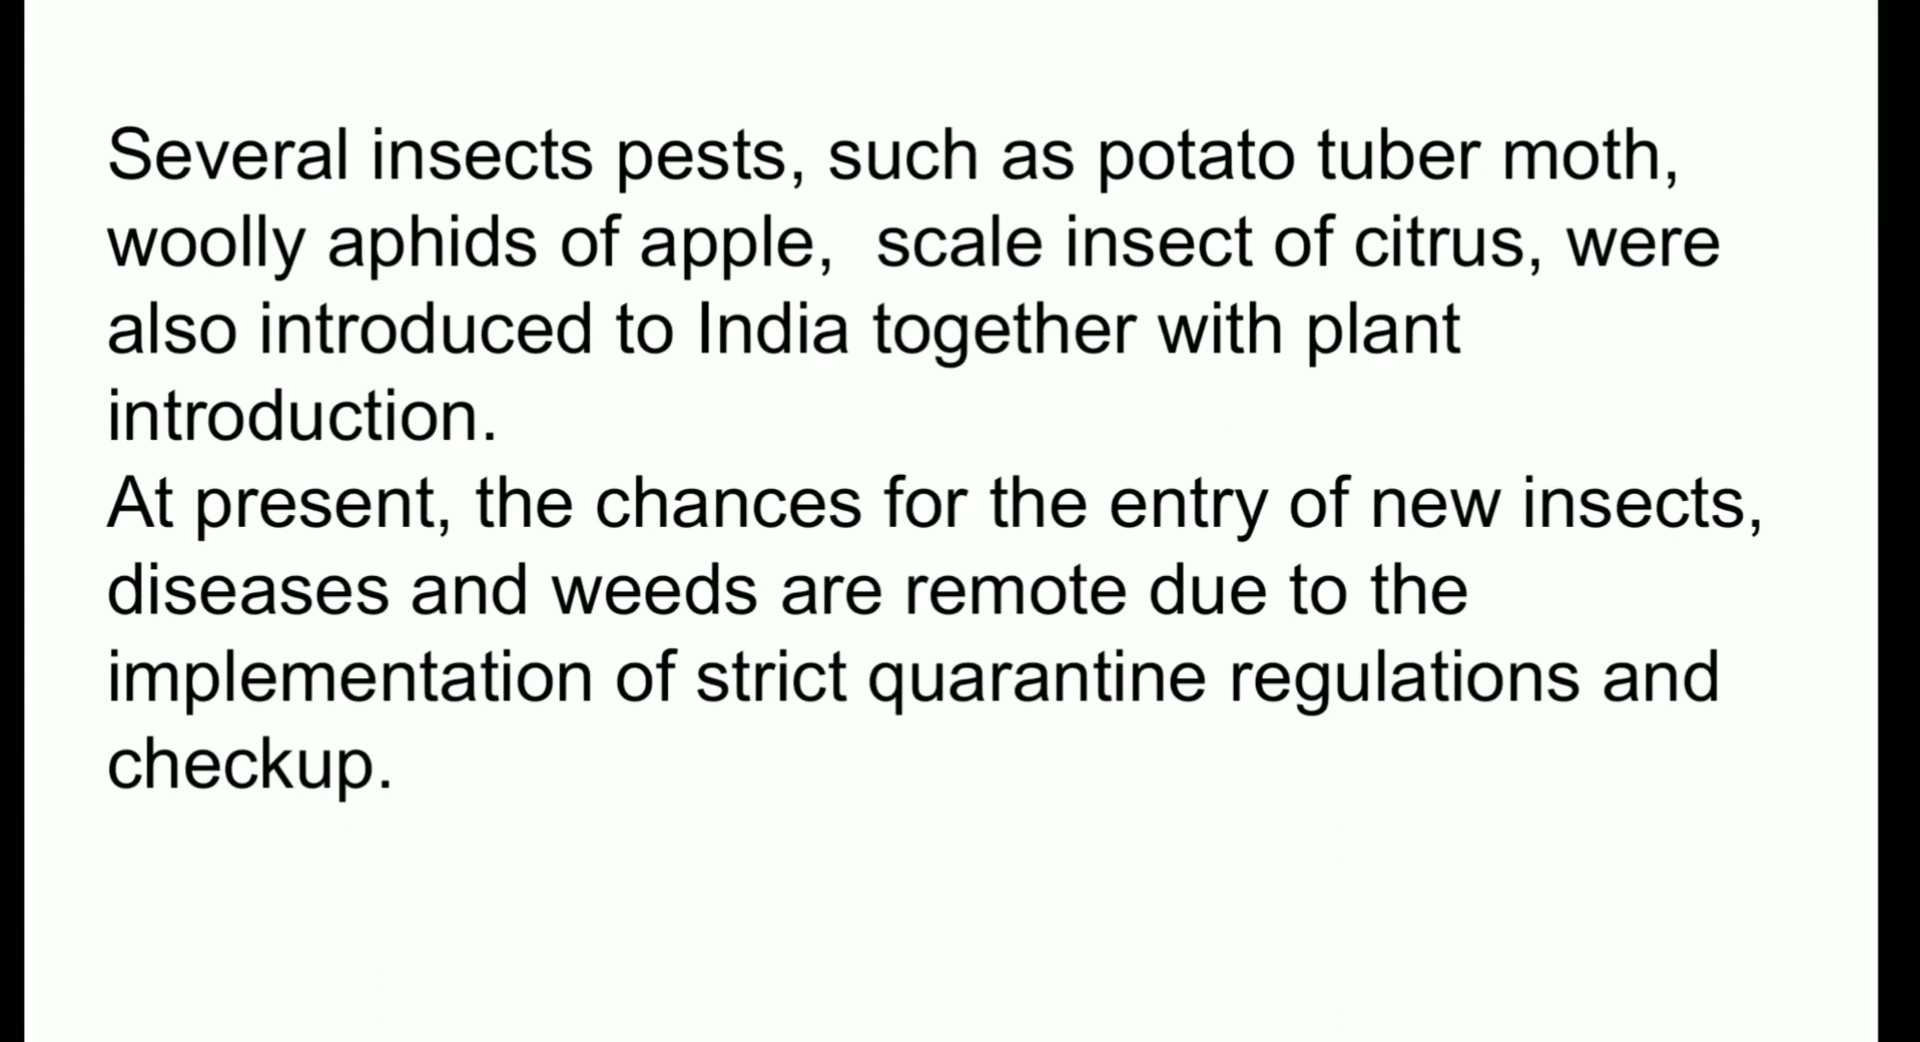 Several insects pests, such as potato tuber moth,
woolly aphids of apple,  scale insect of citrus, were
also introduced to India together with plant
introduction.
At present, the chances for the entry of new insects,
diseases and weeds are remote due to the
implementation of strict quarantine regulations and
checkup.